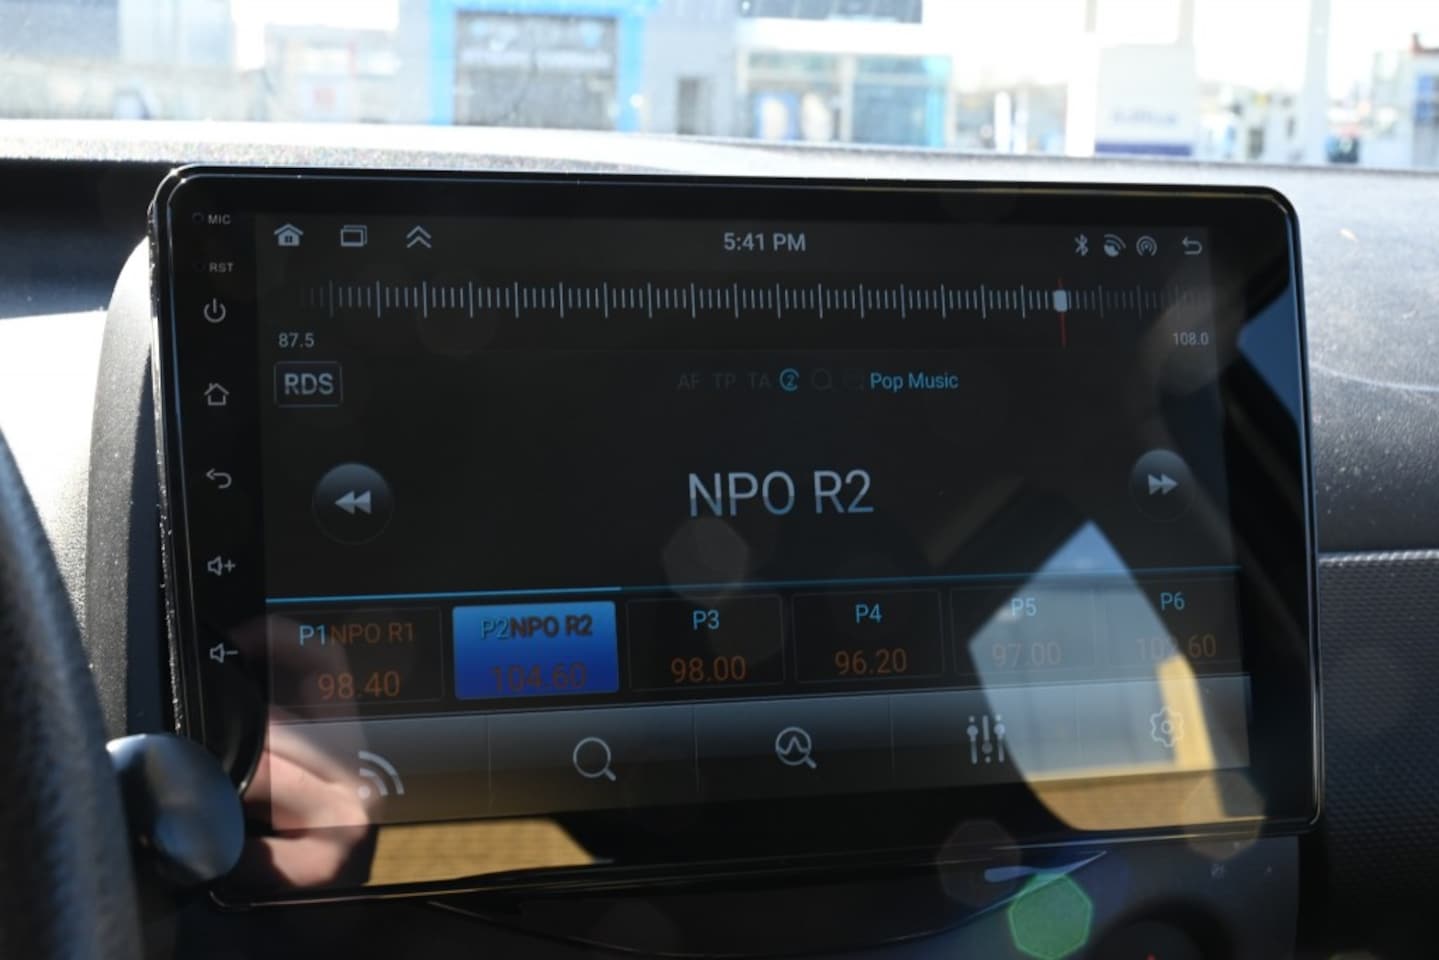 MIC
5:41 PM
RST
87.5
108.0
RDS
AF TP TA Pop Music
NPO R2
P1 NPO R1
98.40
P2 NPO R2
104.60
P3
98.00
P4
96.20
P5
97.00
P6